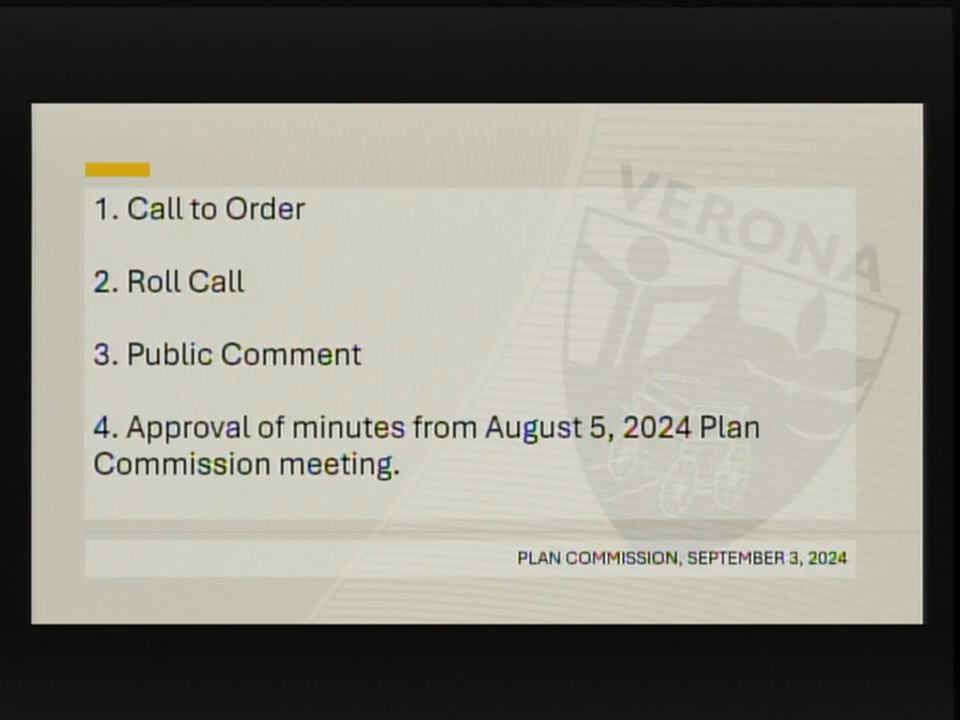 1. Call to Order
2. Roll Call
3. Public Comment
4. Approval of minutes from August 5, 2024 Plan
Commission meeting.
VERONA
PLAN COMMISSION, SEPTEMBER 3, 2024